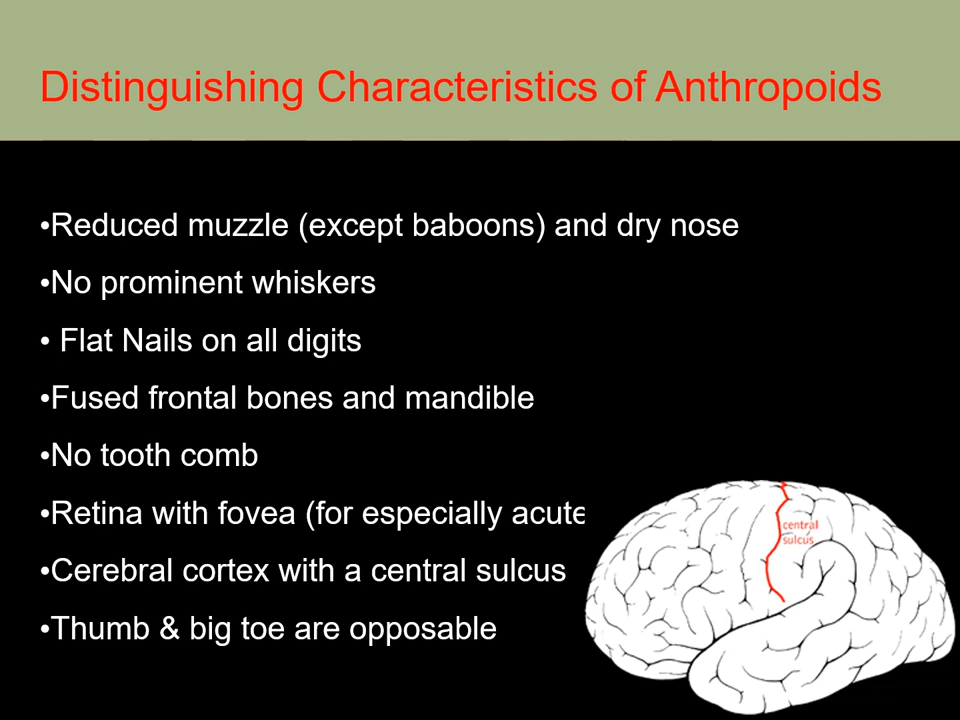 Distinguishing Characteristics of Anthropoids
•Reduced muzzle (except baboons) and dry nose
•No prominent whiskers
• Flat Nails on all digits
•Fused frontal bones and mandible
•No tooth comb
•Retina with fovea (for especially acute
•Cerebral cortex with a central sulcus
•Thumb & big toe are opposable
central
sulcus